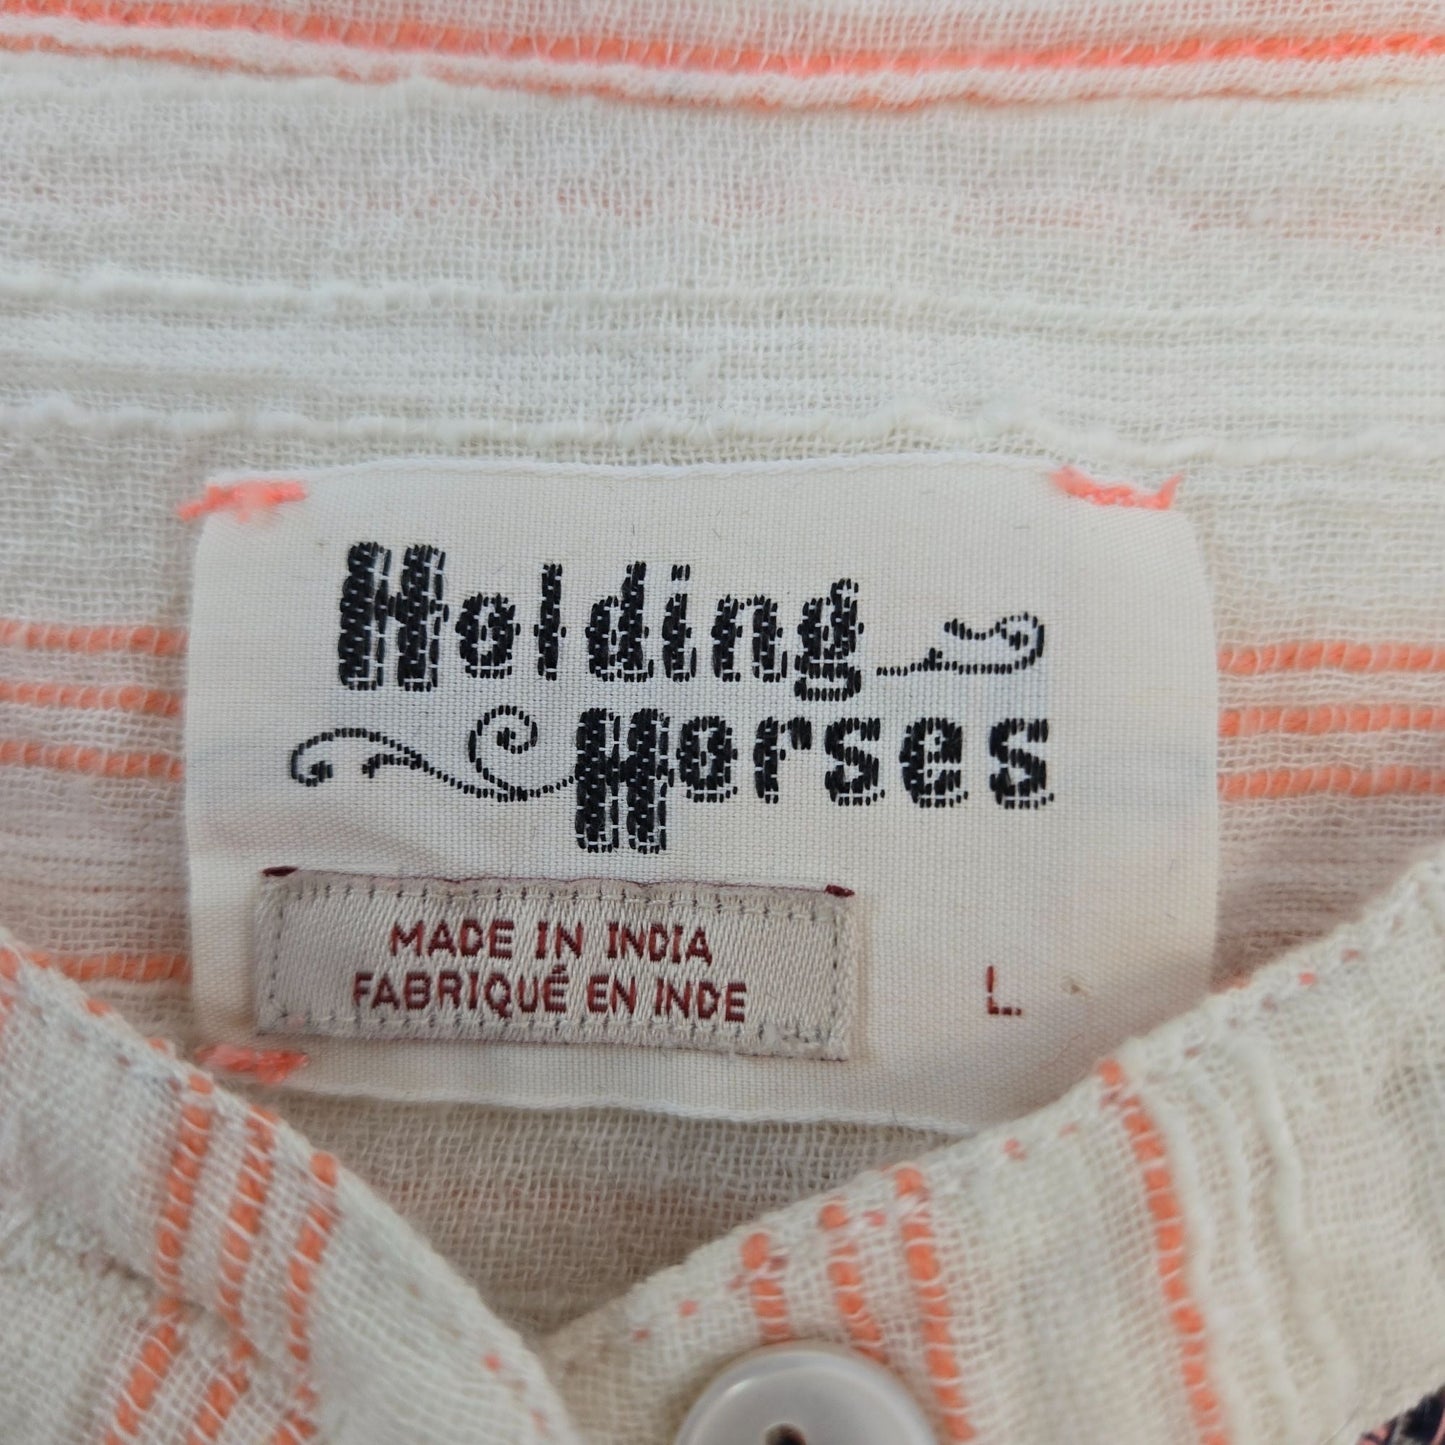 Holding
Horses
MADE IN INDIA
FABRIQUÉ EN INDE
L